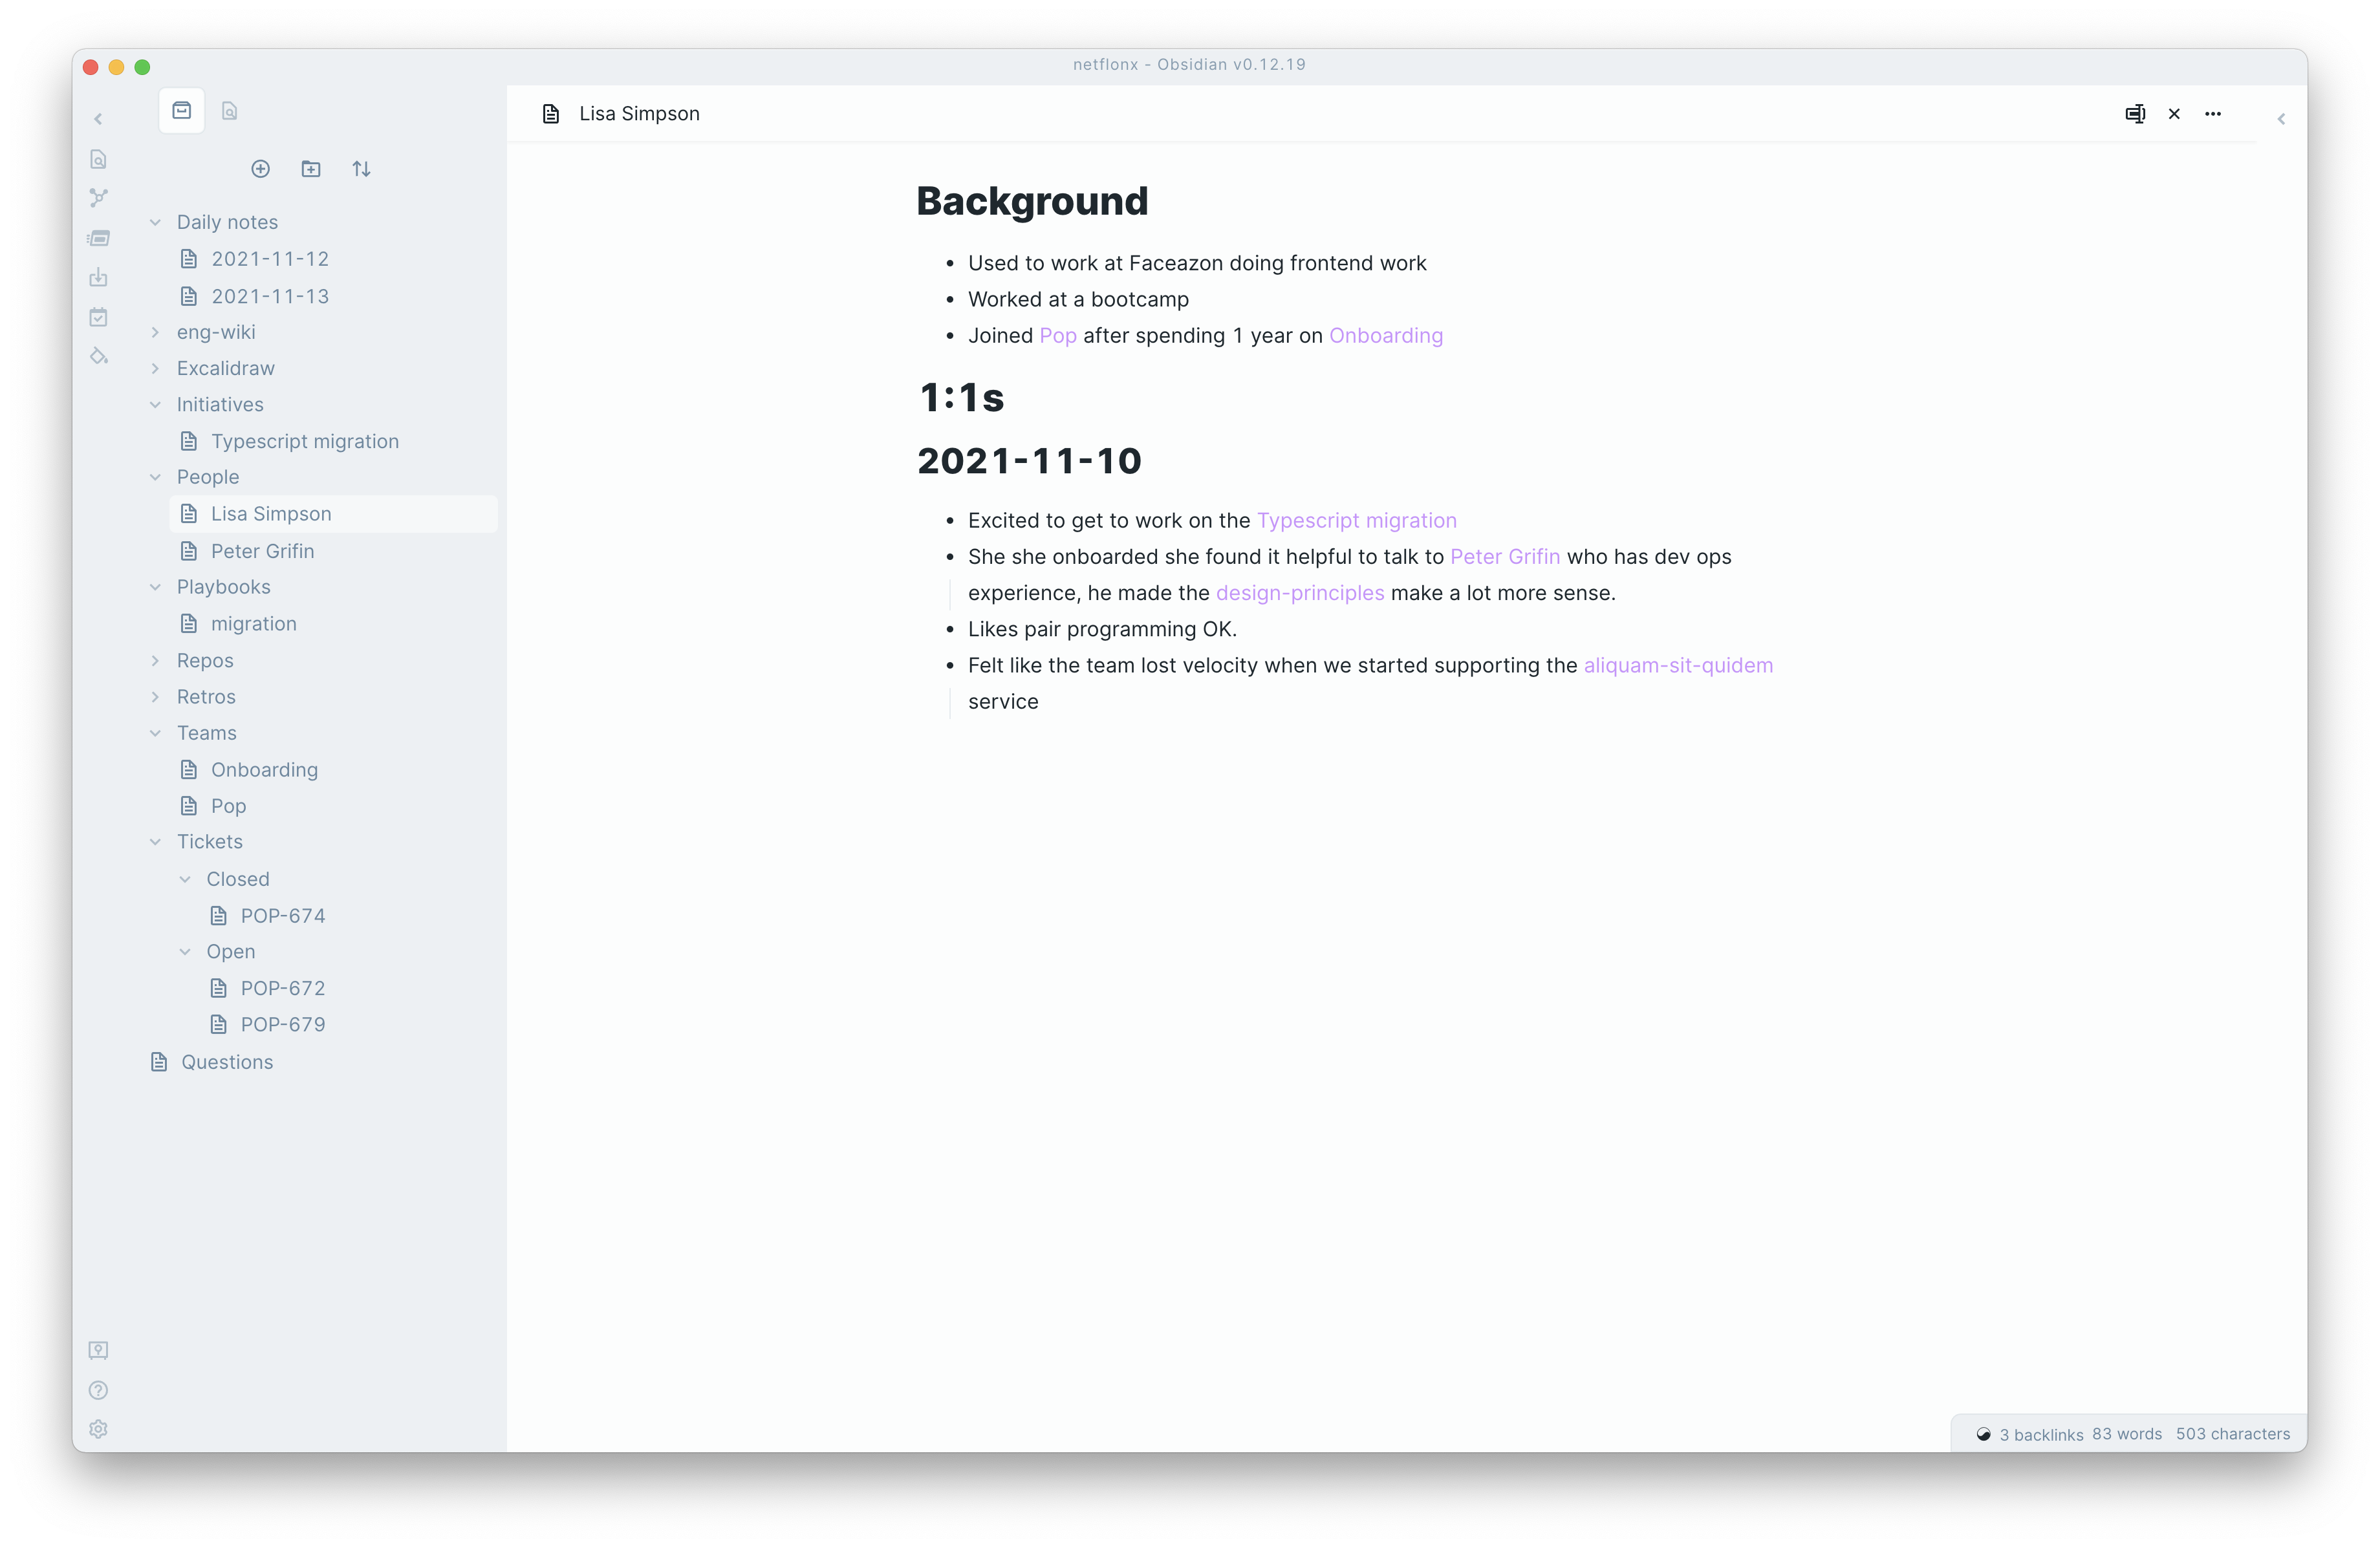 netflonx - Obsidian v0.12.19
Lisa Simpson
Daily notes
2021-11-12
2021-11-13
eng-wiki
Excalidraw
Initiatives
Typescript migration
People
Lisa Simpson
Peter Grifin
Playbooks
migration
Repos
Retros
Teams
Onboarding
Pop
Tickets
Closed
POP-674
Open
POP-672
POP-679
Questions
Background
• Used to work at Faceazon doing frontend work
• Worked at a bootcamp
• Joined Pop after spending 1 year on Onboarding
1:1s
2021-11-10
• Excited to get to work on the Typescript migration
• She she onboarded she found it helpful to talk to Peter Grifin who has dev ops
experience, he made the design-principles make a lot more sense.
• Likes pair programming OK.
• Felt like the team lost velocity when we started supporting the aliquam-sit-quidem
service
3 backlinks 83 words 503 characters